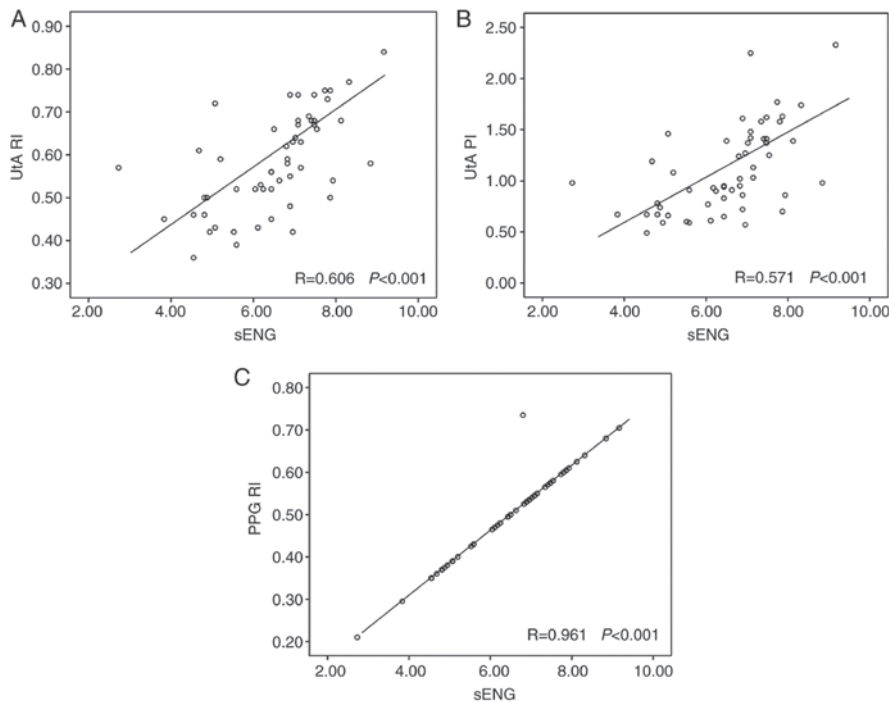 A
UtA RI
0.90
0.80
0.70
0.60
0.50
0.40
0.30
R=0.606 P<0.001
2.00 4.00 6.00 8.00 10.00
sENG
B
UtA PI
2.50
2.00
1.50
1.00
0.50
0.00
R=0.571 P<0.001
2.00 4.00 6.00 8.00 10.00
sENG
C
PPG RI
0.80
0.70
0.60
0.50
0.40
0.30
0.20
R=0.961 P<0.001
2.00 4.00 6.00 8.00 10.00
sENG